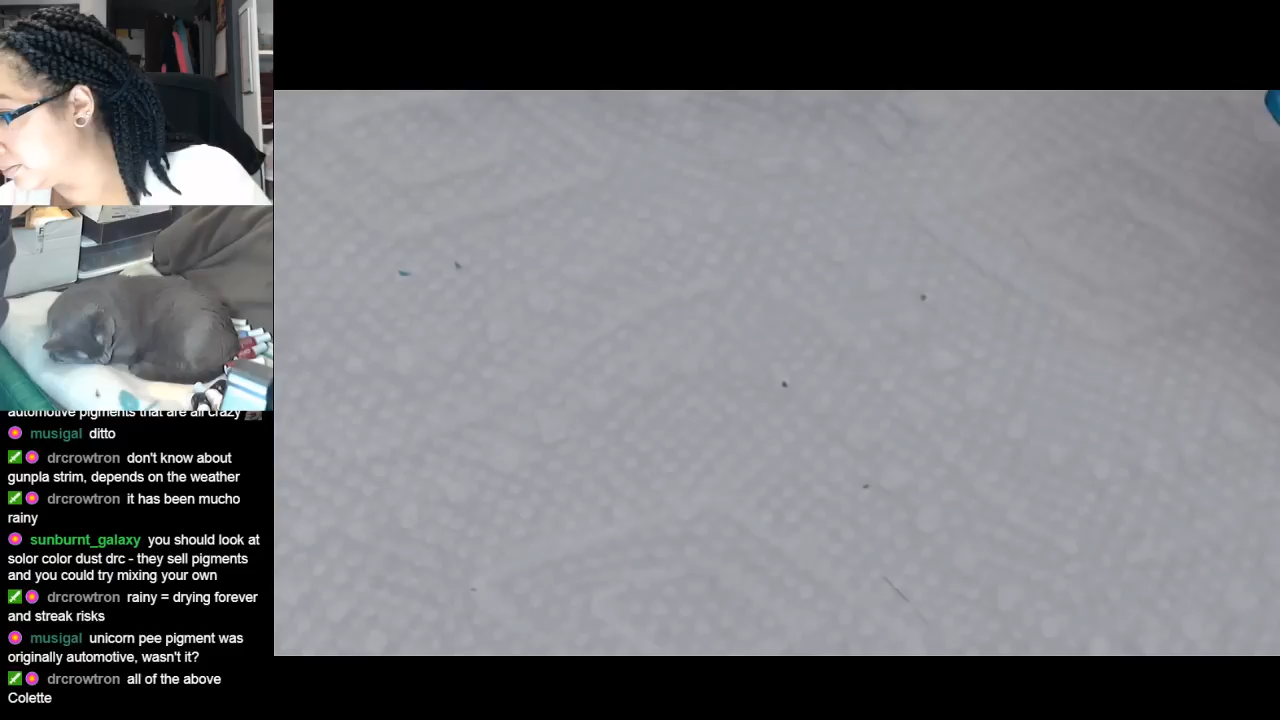 automotive pigments that are all crazy
musigal ditto
drcrowtron don't know about
gunpla strim, depends on the weather
drcrowtron it has been mucho
rainy
sunburnt_galaxy you should look at
solor color dust drc - they sell pigments
and you could try mixing your own
drcrowtron rainy = drying forever
and streak risks
musigal unicorn pee pigment was
originally automotive, wasn't it?
drcrowtron all of the above
Colette